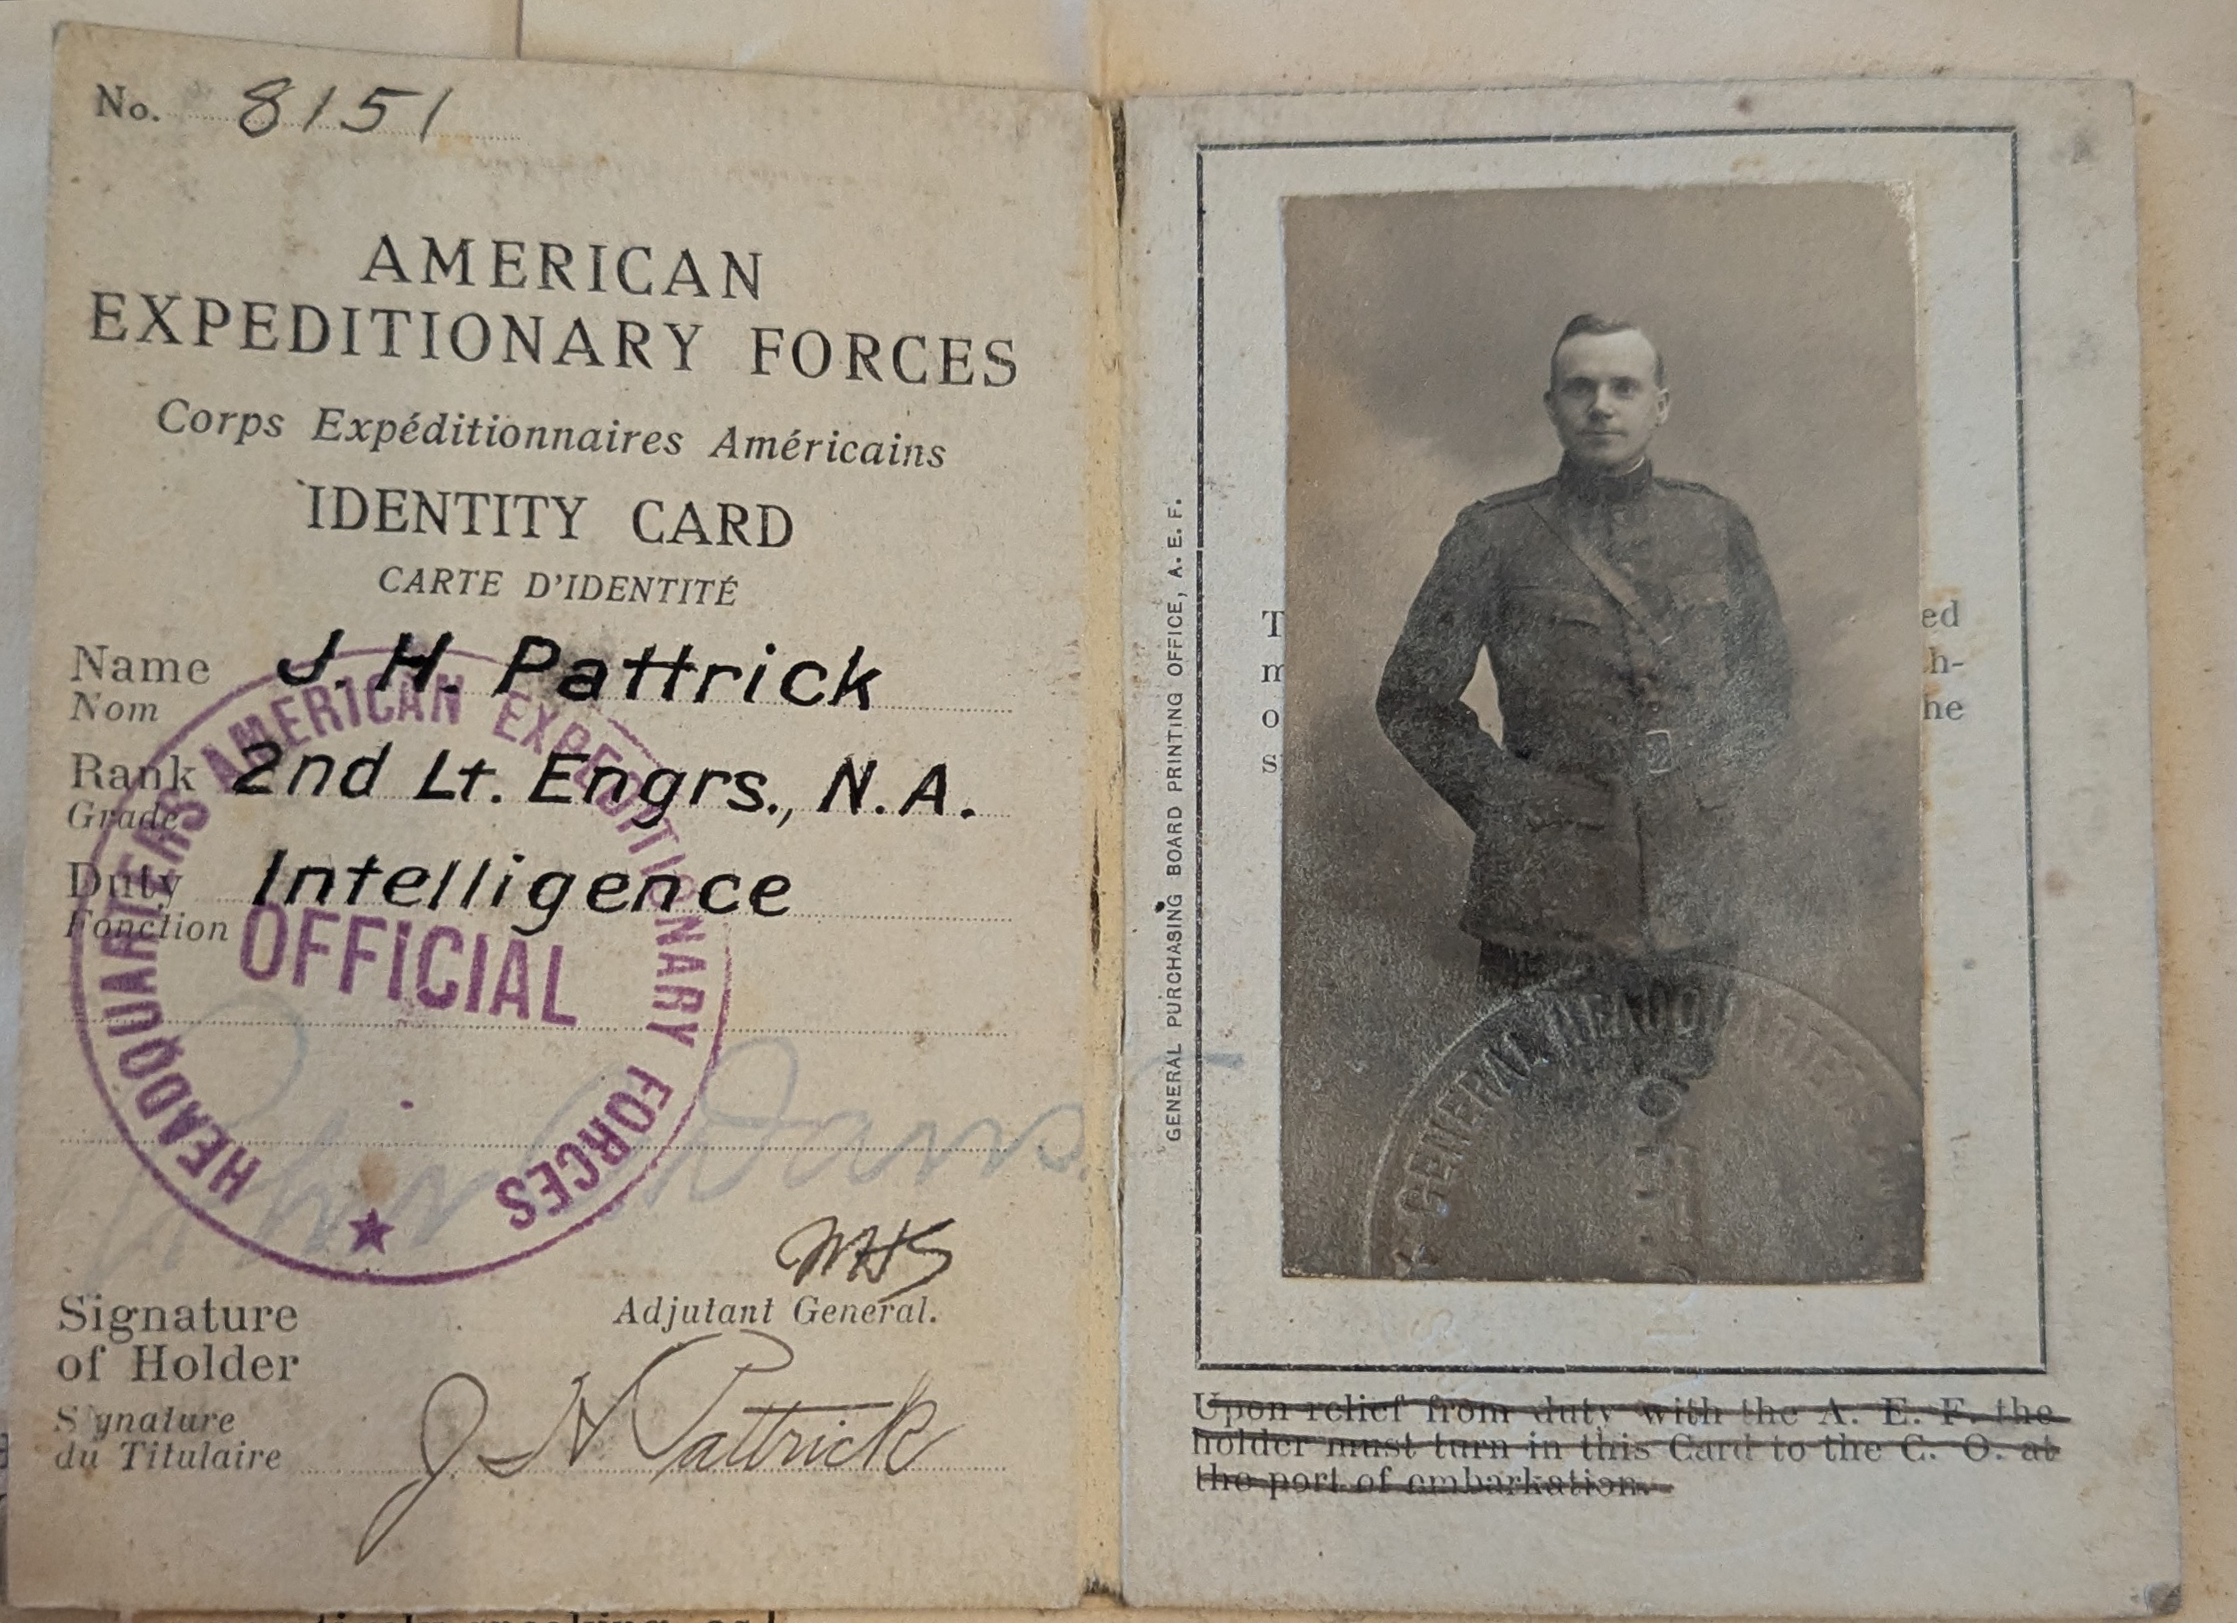 No. 8151
AMERICAN
EXPEDITIONARY FORCES
Corps Expéditionnaires Américains
IDENTITY CARD
CARTE D'IDENTITÉ
Name J. H. Pattrick
Nom
Rank 2nd Lt. Engrs., N.A.
Grade
Duty Intelligence
Fonction
HEADQUARTERS AMERICAN EXPEDITIONARY FORCES
OFFICIAL
Adjutant General.
Signature
of Holder
Signature
du Titulaire
J H Pattrick
GENERAL PURCHASING BOARD PRINTING OFFICE, A. E. F.
GENERAL HEADQUARTERS
Upon relief from duty with the A. E. F. the
holder must turn in this Card to the C. O. at
the port of embarkation.